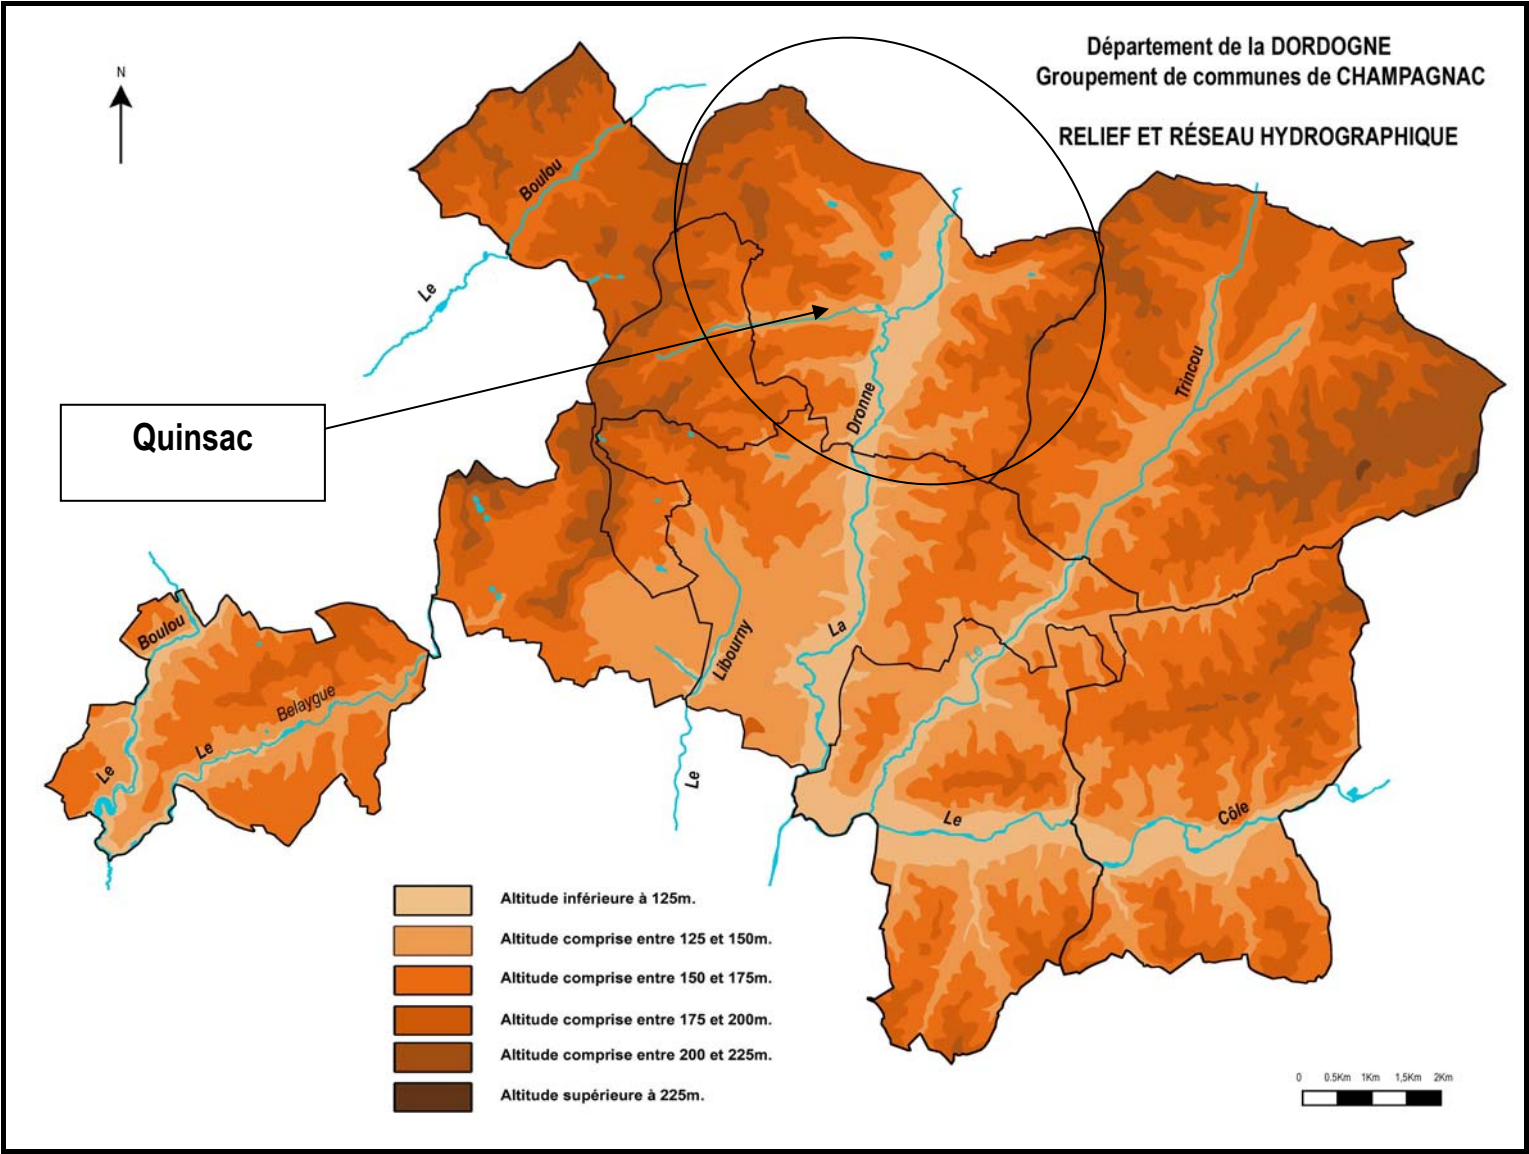 Département de la DORDOGNE
Groupement de communes de CHAMPAGNAC
RELIEF ET RÉSEAU HYDROGRAPHIQUE
N
Boulou
Le
Quinsac
Dronne
La
Trincou
Le
Libourny
Le
Boulou
Le
Belaygue
Le
Le
Côle
Altitude inférieure à 125m.
Altitude comprise entre 125 et 150m.
Altitude comprise entre 150 et 175m.
Altitude comprise entre 175 et 200m.
Altitude comprise entre 200 et 225m.
Altitude supérieure à 225m.
0 0.5Km 1Km 1,5Km 2Km